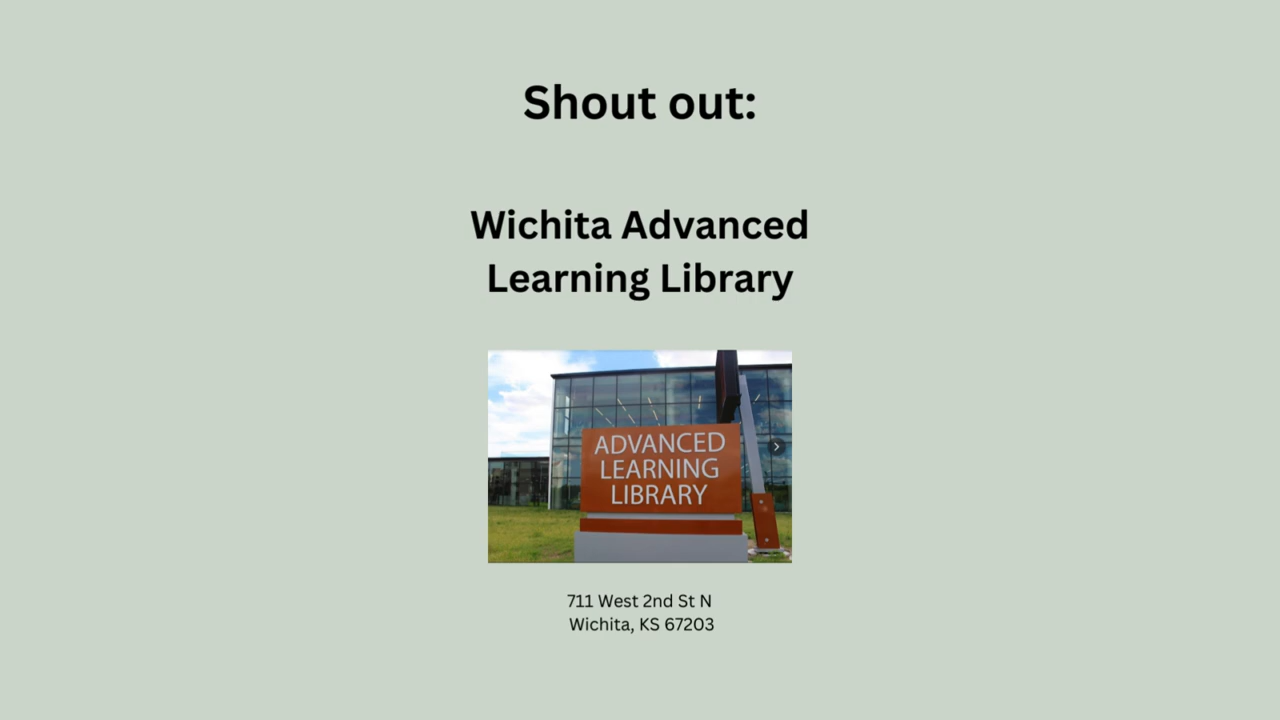 Shout out:
Wichita Advanced
Learning Library
ADVANCED
LEARNING
LIBRARY
711 West 2nd St N
Wichita, KS 67203